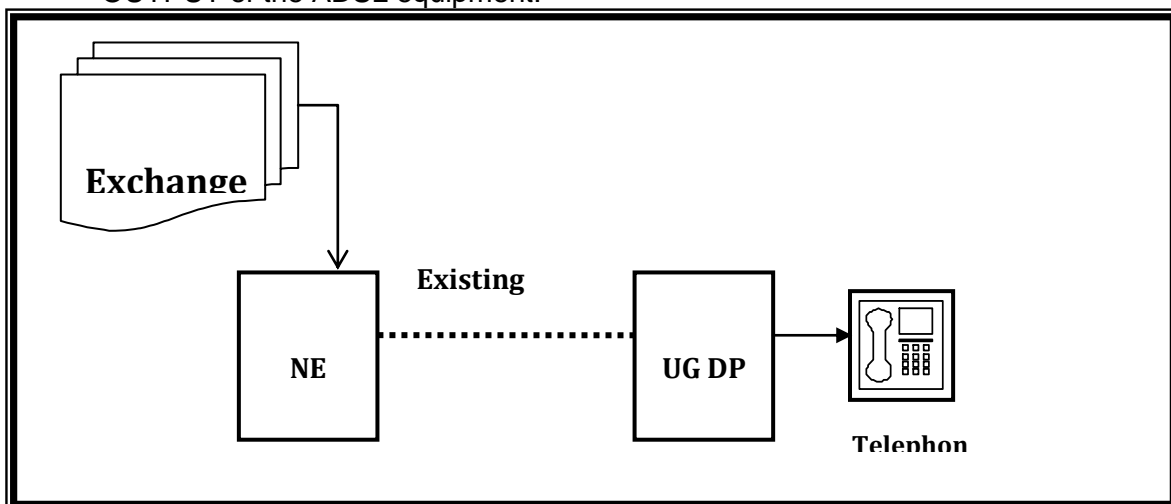 OUTPUT of the ADSL equipment.
Exchange
Existing
NE
UG DP
Telephon